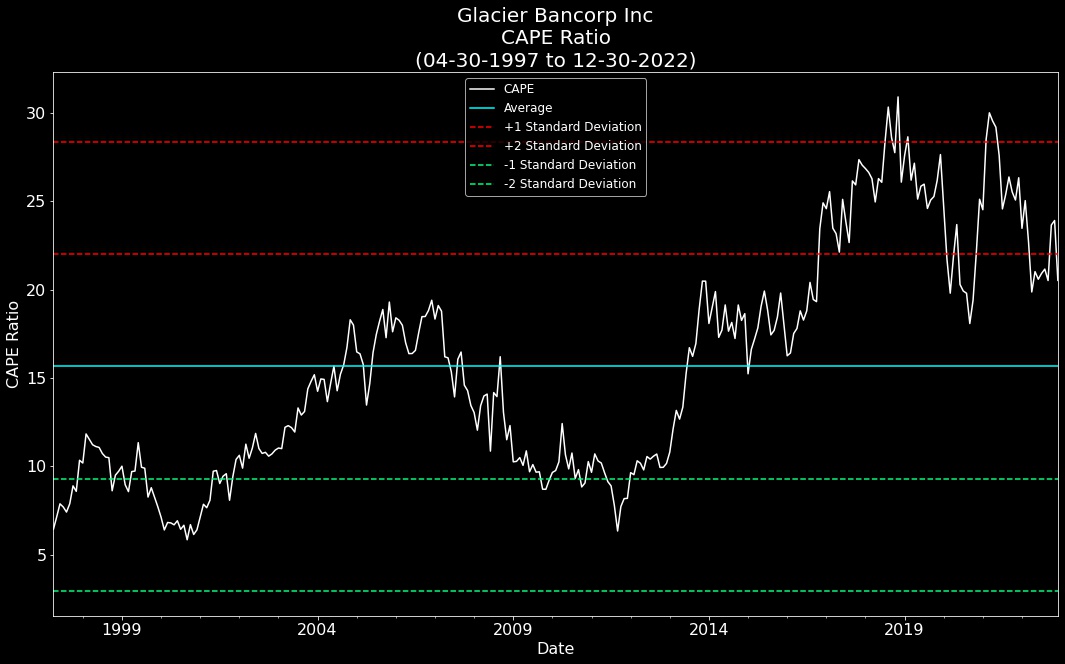 Glacier Bancorp Inc
CAPE Ratio
(04-30-1997 to 12-30-2022)
CAPE
Average
+1 Standard Deviation
+2 Standard Deviation
-1 Standard Deviation
-2 Standard Deviation
30
25
20
15
10
5
CAPE Ratio
1999 2004 2009 2014 2019
Date